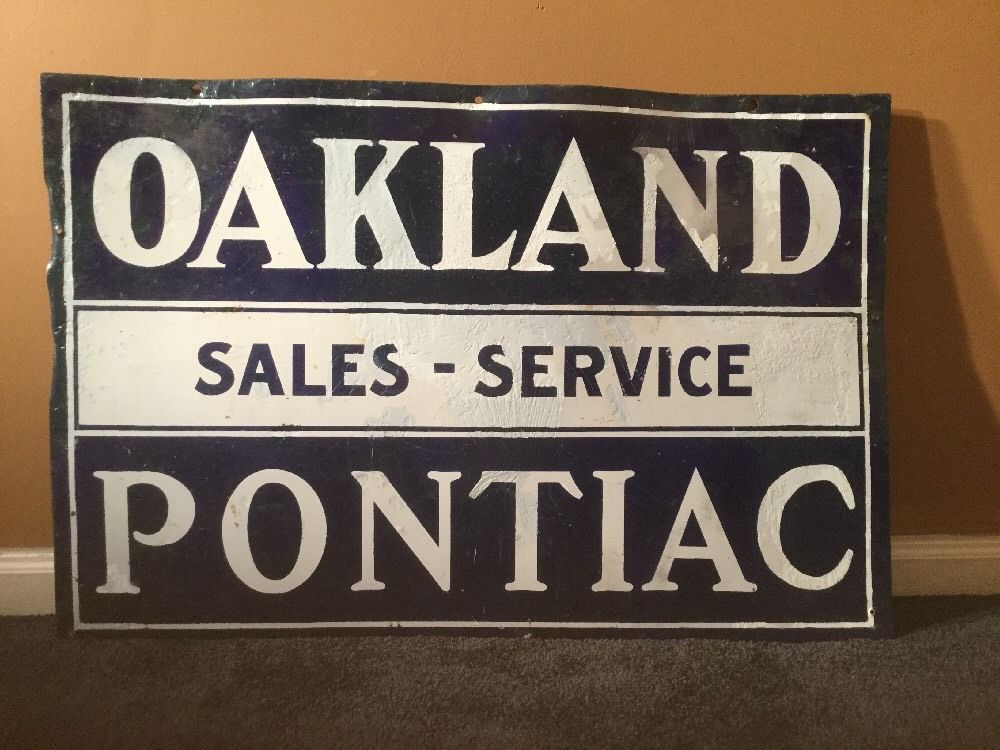 OAKLAND
SALES - SERVICE
PONTIAC